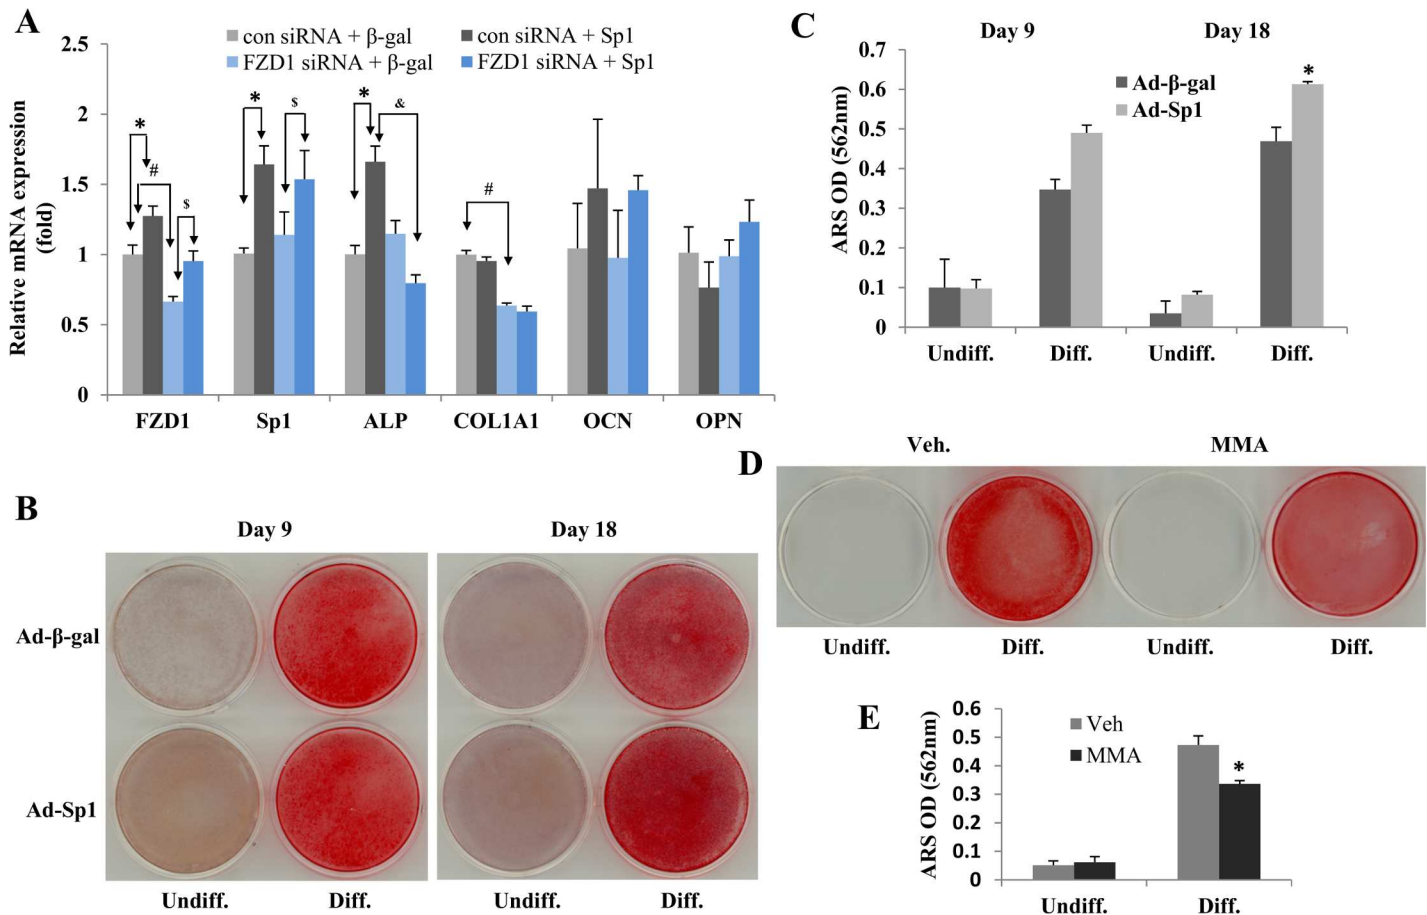 A
con siRNA + β-gal
con siRNA + Sp1
FZD1 siRNA + β-gal
FZD1 siRNA + Sp1
Relative mRNA expression
(fold)
2.5
2
1.5
1
0.5
0
*
#
$
*
$
*
&
#
FZD1
Sp1
ALP
COL1A1
OCN
OPN
B
Day 9
Day 18
Ad-β-gal
Ad-Sp1
Undiff.
Diff.
Undiff.
Diff.
C
Day 9
Day 18
ARS OD (562nm)
0.7
0.6
0.5
0.4
0.3
0.2
0.1
0
Ad-β-gal
Ad-Sp1
*
Undiff.
Diff.
Undiff.
Diff.
D
Veh.
MMA
Undiff.
Diff.
Undiff.
Diff.
E
ARS OD (562nm)
0.6
0.5
0.4
0.3
0.2
0.1
0
Veh
MMA
*
Undiff.
Diff.